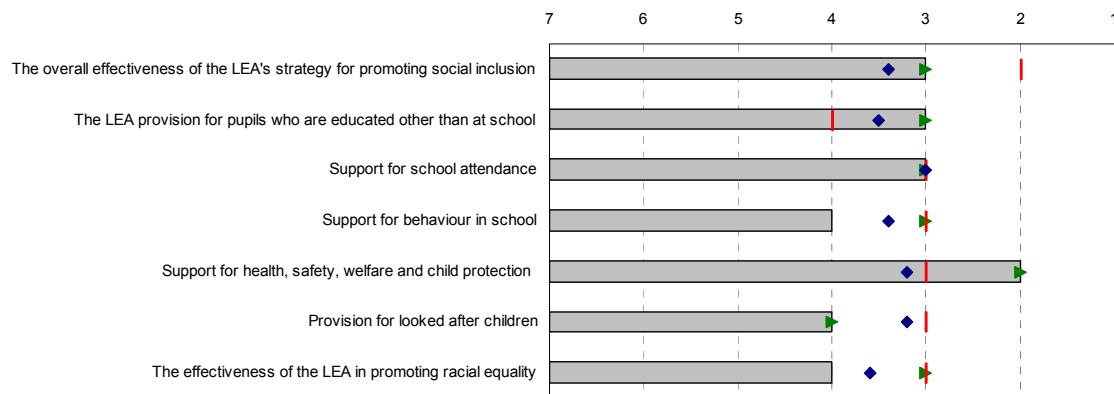 7 6 5 4 3 2 1
The overall effectiveness of the LEA's strategy for promoting social inclusion
The LEA provision for pupils who are educated other than at school
Support for school attendance
Support for behaviour in school
Support for health, safety, welfare and child protection
Provision for looked after children
The effectiveness of the LEA in promoting racial equality